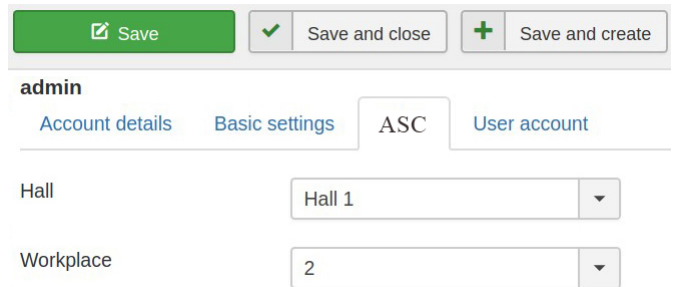 Save Save and close Save and create
admin
Account details Basic settings ASC User account
Hall Hall 1
Workplace 2